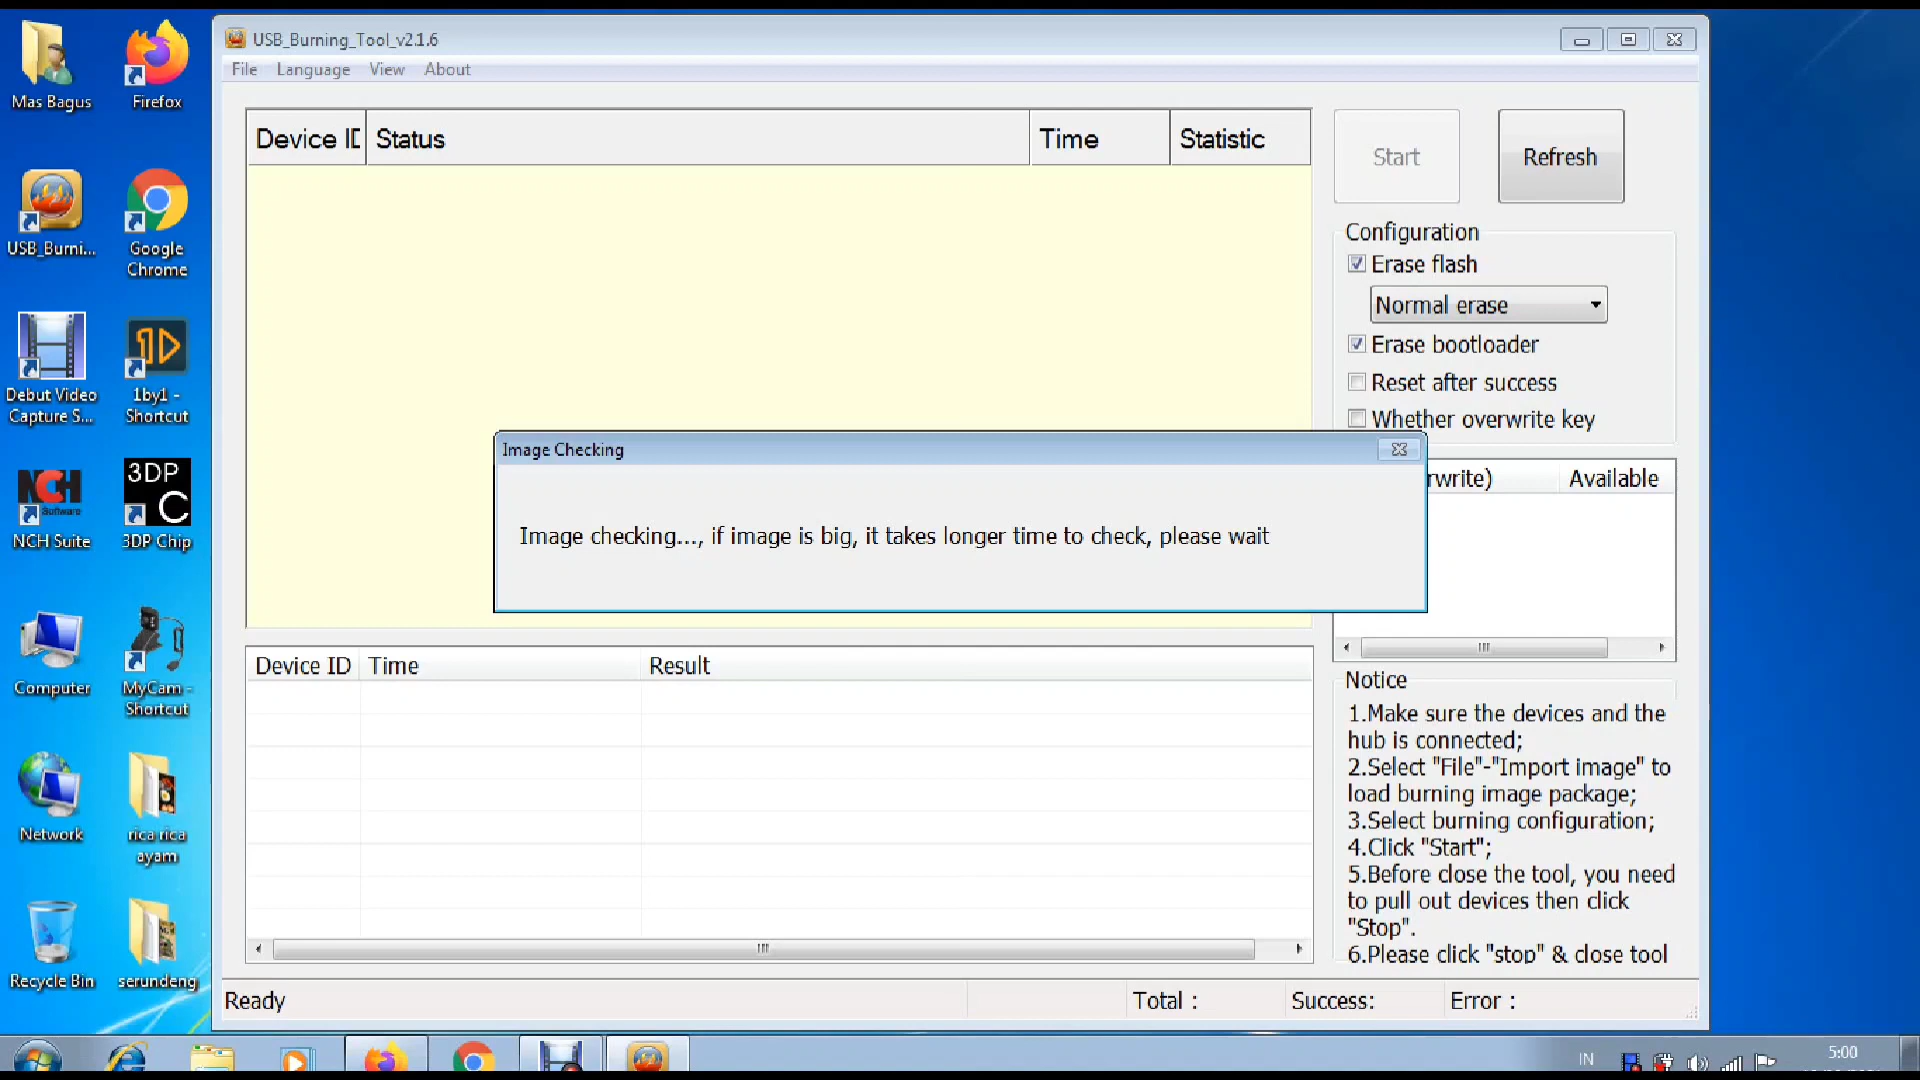 USB_Burning_Tool_v2.1.6
File Language View About
Device ID Status Time Statistic
Start
Refresh
Configuration
Erase flash
Normal erase
Erase bootloader
Reset after success
Whether overwrite key
rwrite) Available
Image Checking
Image checking..., if image is big, it takes longer time to check, please wait
Device ID Time Result
Notice
1.Make sure the devices and the
hub is connected;
2.Select "File"-"Import image" to
load burning image package;
3.Select burning configuration;
4.Click "Start";
5.Before close the tool, you need
to pull out devices then click
"Stop".
6.Please click "stop" & close tool
Ready
Total :
Success:
Error :
Mas Bagus
Firefox
USB_Burni...
Google
Chrome
Debut Video
Capture S...
1by1 -
Shortcut
NCH
Software
NCH Suite
3DP
C
3DP Chip
Computer
MyCam -
Shortcut
Network
rica rica
ayam
Recycle Bin
serundeng
IN
5:00